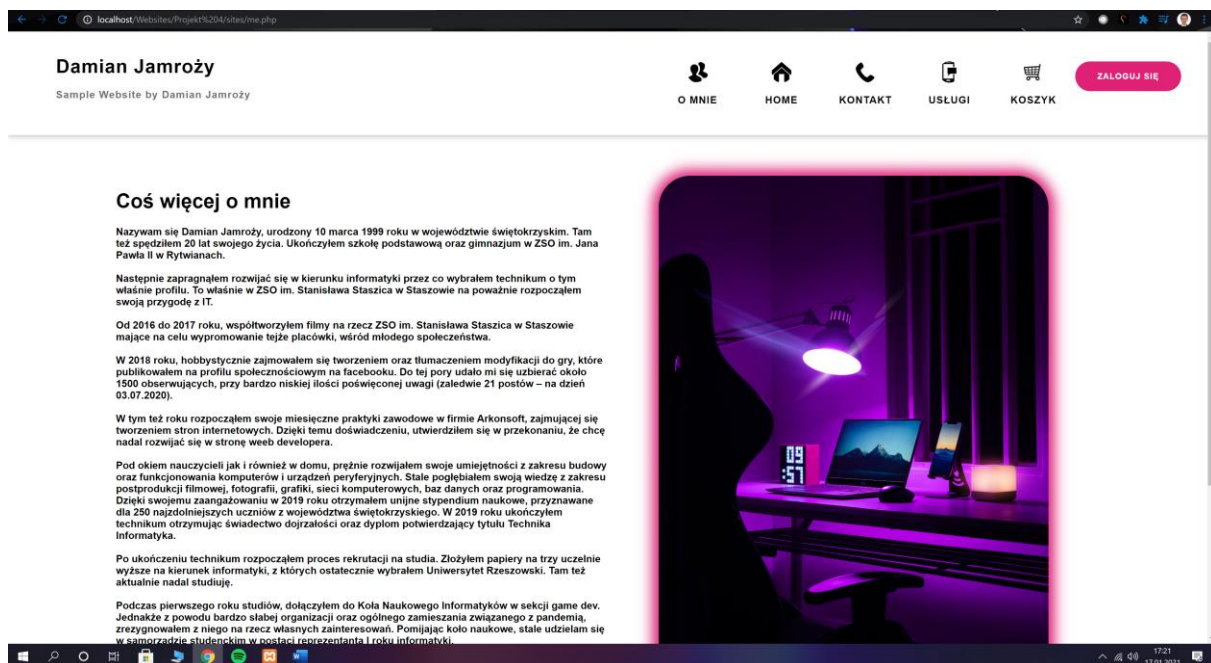 localhost/Websites/Projekt%204/sites/me.php
Damian Jamroży
Sample Website by Damian Jamroży
O MNIE
HOME
KONTAKT
USŁUGI
KOSZYK
ZALOGUJ SIĘ
Coś więcej o mnie
Nazywam się Damian Jamroży, urodzony 10 marca 1999 roku w województwie świętokrzyskim. Tam
też spędziłem 20 lat swojego życia. Ukończyłem szkołę podstawową oraz gimnazjum w ZSO im. Jana
Pawła II w Rytwianach.
Następnie zapragnąłem rozwijać się w kierunku informatyki przez co wybrałem technikum o tym
właśnie profilu. To właśnie w ZSO im. Stanisława Staszica w Staszowie na poważnie rozpocząłem
swoją przygodę z IT.
Od 2016 do 2017 roku, współtworzyłem filmy na rzecz ZSO im. Stanisława Staszica w Staszowie
mające na celu wypromowanie tejże placówki, wśród młodego społeczeństwa.
W 2018 roku, hobbystycznie zajmowałem się tworzeniem oraz tłumaczeniem modyfikacji do gry, które
publikowałem na profilu społecznościowym na facebooku. Do tej pory udało mi się uzbierać około
1500 obserwujących, przy bardzo niskiej ilości poświęconej uwagi (zaledwie 21 postów – na dzień
03.07.2020).
W tym też roku rozpocząłem swoje miesięczne praktyki zawodowe w firmie Arkonsoft, zajmującej się
tworzeniem stron internetowych. Dzięki temu doświadczeniu, utwierdziłem się w przekonaniu, że chcę
nadal rozwijać się w stronę weeb developera.
Pod okiem nauczycieli jak i również w domu, prężnie rozwijałem swoje umiejętności z zakresu budowy
oraz funkcjonowania komputerów i urządzeń peryferyjnych. Stale pogłębiałem swoją wiedzę z zakresu
postprodukcji filmowej, fotografii, grafiki, sieci komputerowych, baz danych oraz programowania.
Dzięki swojemu zaangażowaniu w 2019 roku otrzymałem unijne stypendium naukowe, przyznawane
dla 250 najzdolniejszych uczniów z województwa świętokrzyskiego. W 2019 roku ukończyłem
technikum otrzymując świadectwo dojrzałości oraz dyplom potwierdzający tytułu Technika
Informatyka.
Po ukończeniu technikum rozpocząłem proces rekrutacji na studia. Złożyłem papiery na trzy uczelnie
wyższe na kierunek informatyki, z których ostatecznie wybrałem Uniwersytet Rzeszowski. Tam też
aktualnie nadal studiuję.
Podczas pierwszego roku studiów, dołączyłem do Koła Naukowego Informatyków w sekcji game dev.
Jednakże z powodu bardzo słabej organizacji oraz ogólnego zamieszania związanego z pandemią,
zrezygnowałem z niego na rzecz własnych zainteresowań. Pomijając koło naukowe, stale udzielam się
w samorządzie studenckim w postaci reprezentanta I roku informatyki.
09
:57
17:21
17.01.2021